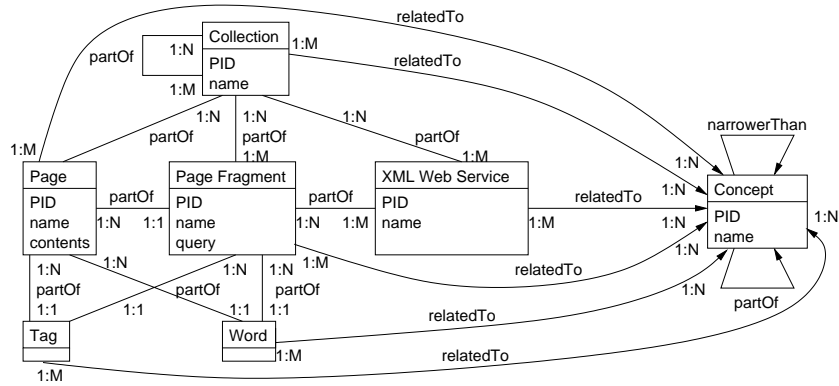 relatedTo
Collection
PID
name
1:N
1:M
partOf
1:M
relatedTo
1:N
1:N
1:N
partOf
partOf
partOf
1:M
1:M
1:M
narrowerThan
1:N
1:N
Page
PID
name
contents
partOf
1:N
1:1
Page Fragment
PID
name
query
partOf
1:N
1:M
XML Web Service
PID
name
relatedTo
1:M
1:N
1:N
Concept
PID
name
1:N
partOf
1:N
1:N
1:N
1:N
1:M
relatedTo
partOf
partOf
partOf
1:N
1:1
1:1
1:1
1:1
Tag
Word
1:M
relatedTo
1:M
relatedTo